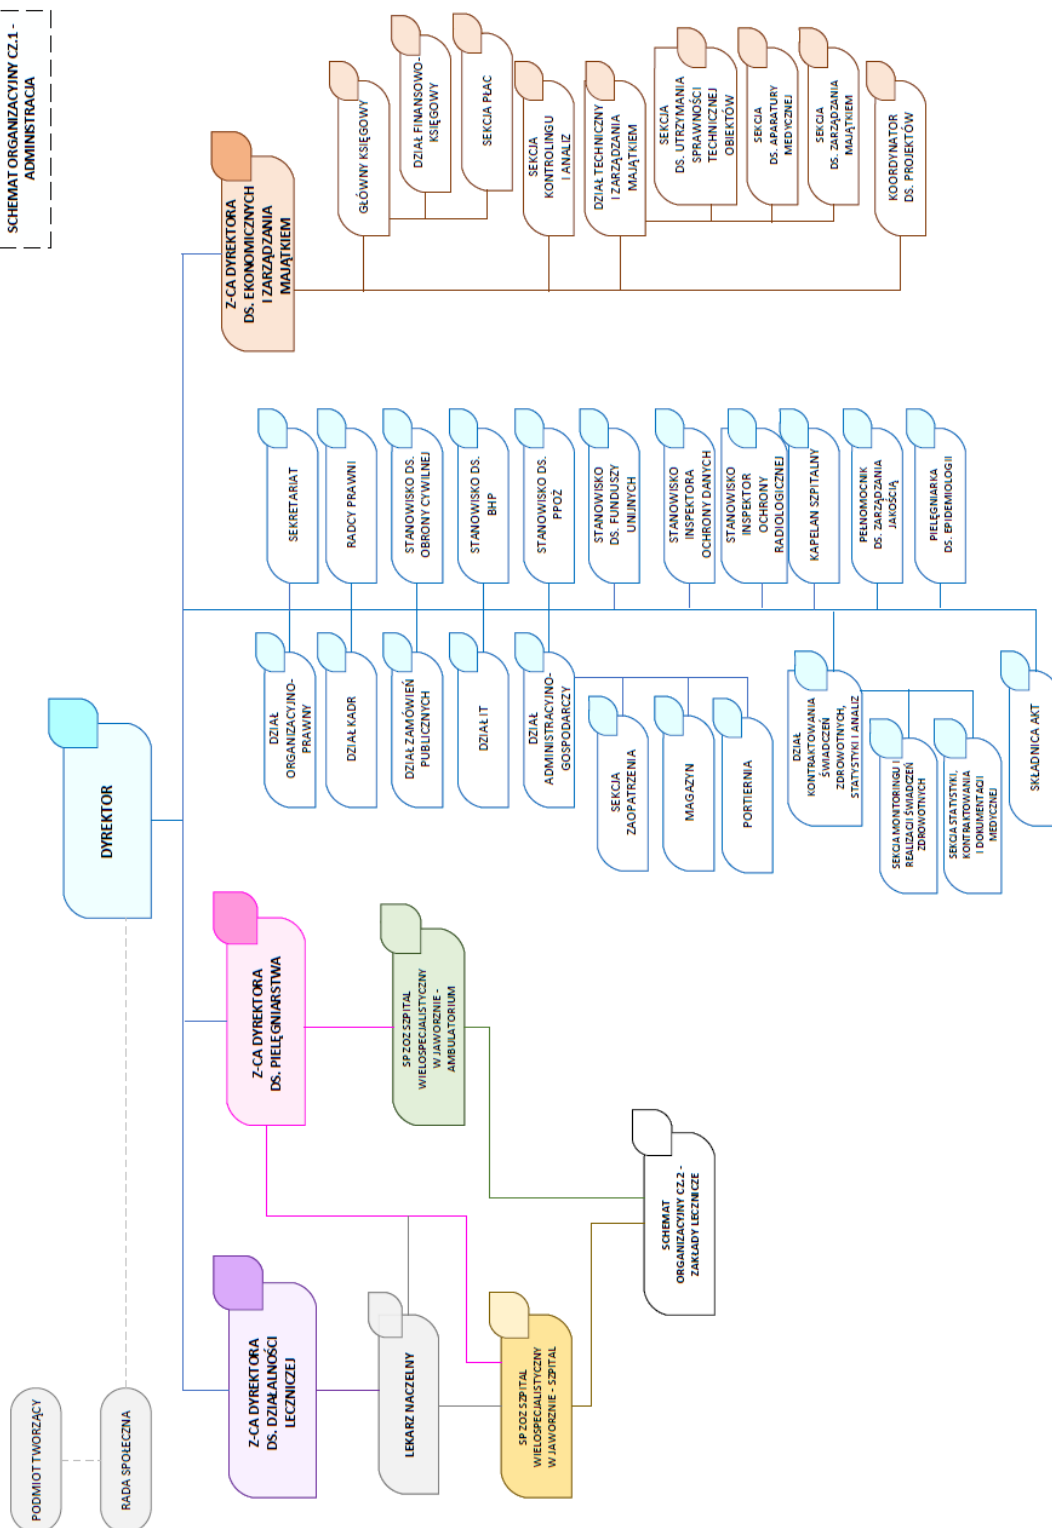 SCHEMAT ORGANIZACYJNY CZ.1 -
ADMINISTRACJA
PODMIOT TWORZĄCY
RADA SPOŁECZNA
DYREKTOR
Z-CA DYREKTORA
DS. DZIAŁALNOŚCI
LECZNICZEJ
Z-CA DYREKTORA
DS. PIELĘGNIARSTWA
Z-CA DYREKTORA
DS. EKONOMICZNYCH
I ZARZĄDZANIA
MAJĄTKIEM
LEKARZ NACZELNY
SP ZOZ SZPITAL
WIELOSPECJALISTYCZNY
W JAWORZNIE - SZPITAL
SP ZOZ SZPITAL
WIELOSPECJALISTYCZNY
W JAWORZNIE -
AMBULATORIUM
SCHEMAT
ORGANIZACYJNY CZ.2 -
ZAKŁADY LECZNICZE
DZIAŁ
ORGANIZACYJNO-
PRAWNY
SEKRETARIAT
DZIAŁ KADR
RADCY PRAWNI
DZIAŁ ZAMÓWIEŃ
PUBLICZNYCH
STANOWISKO DS.
OBRONY CYWILNEJ
DZIAŁ IT
STANOWISKO DS.
BHP
DZIAŁ
ADMINISTRACYJNO-
GOSPODARCZY
STANOWISKO DS.
PPOŻ
SEKCJA
ZAOPATRZENIA
MAGAZYN
PORTIERNIA
STANOWISKO
DS. FUNDUSZY
UNIJNYCH
STANOWISKO
INSPEKTORA
OCHRONY DANYCH
STANOWISKO
INSPEKTOR
OCHRONY
RADIOLOGICZNEJ
KAPELAN SZPITALNY
PEŁNOMOCNIK
DS. ZARZĄDZANIA
JAKOŚCIĄ
PIELĘGNIARKA
DS. EPIDEMIOLOGII
DZIAŁ
KONTRAKTOWANIA
ŚWIADCZEŃ
ZDROWOTNYCH,
STATYSTYKI I ANALIZ
SEKCJA MONITORINGU I
REALIZACJI ŚWIADCZEŃ
ZDROWOTNYCH
SEKCJA STATYSTYKI,
KONTRAKTOWANIA
I DOKUMENTACJI
MEDYCZNEJ
SKŁADNICA AKT
GŁÓWNY KSIĘGOWY
DZIAŁ FINANSOWO-
KSIĘGOWY
SEKCJA PŁAC
SEKCJA
KONTROLINGU
I ANALIZ
DZIAŁ TECHNICZNY
I ZARZĄDZANIA
MAJĄTKIEM
SEKCJA
DS. UTRZYMANIA
SPRAWNOŚCI
TECHNICZNEJ
OBIEKTÓW
SEKCJA
DS. APARATURY
MEDYCZNEJ
SEKCJA
DS. ZARZĄDZANIA
MAJĄTKIEM
KOORDYNATOR
DS. PROJEKTÓW